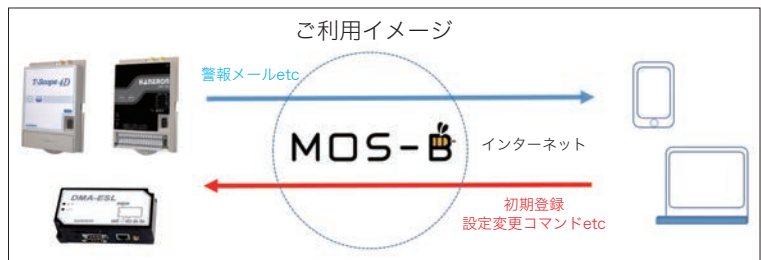 ご利用イメージ
警報メールetc
T-Scope 4D
MOS-B
インターネット
DMA-ESL
初期登録
設定変更コマンドetc